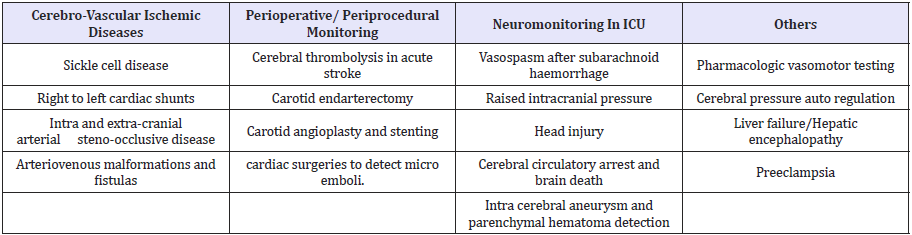 Cerebro-Vascular Ischemic Diseases | Perioperative/ Periprocedural Monitoring | Neuromonitoring In ICU | Others
Sickle cell disease | Cerebral thrombolysis in acute stroke | Vasospasm after subarachnoid haemorrhage | Pharmacologic vasomotor testing
Right to left cardiac shunts | Carotid endarterectomy | Raised intracranial pressure | Cerebral pressure auto regulation
Intra and extra-cranial arterial steno-occlusive disease | Carotid angioplasty and stenting | Head injury | Liver failure/Hepatic encephalopathy
Arteriovenous malformations and fistulas | cardiac surgeries to detect micro emboli. | Cerebral circulatory arrest and brain death | Preeclampsia
Intra cerebral aneurysm and parenchymal hematoma detection